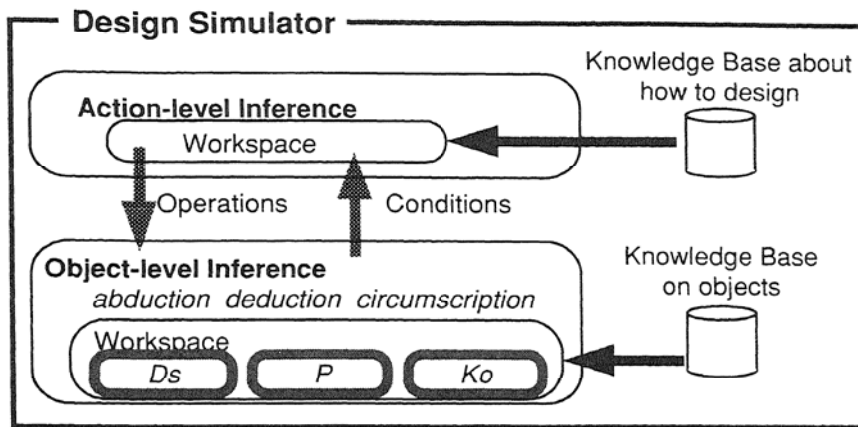 Design Simulator
Knowledge Base about
how to design
Action-level Inference
Workspace
Operations
Conditions
Object-level Inference
abduction deduction circumscription
Knowledge Base
on objects
Workspace
Ds
P
Ko